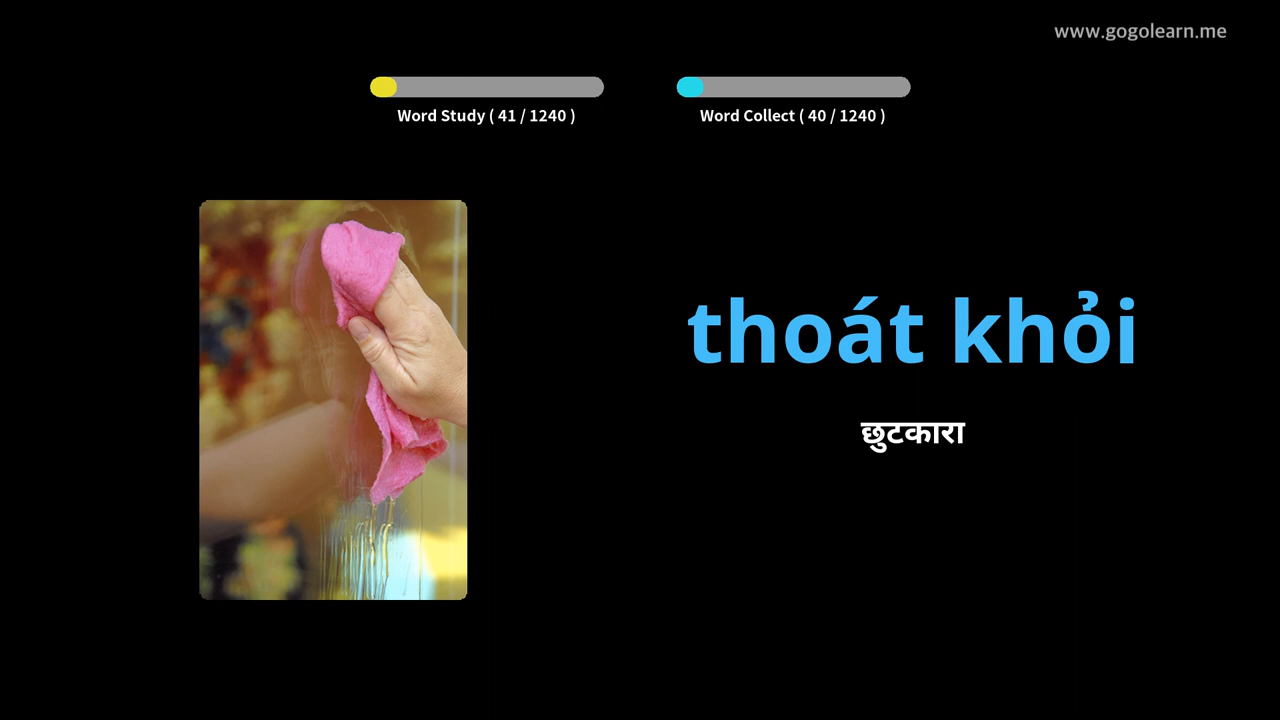 www.gogolearn.me
Word Study ( 41 / 1240 )
Word Collect ( 40 / 1240 )
thoát khỏi
छुटकारा